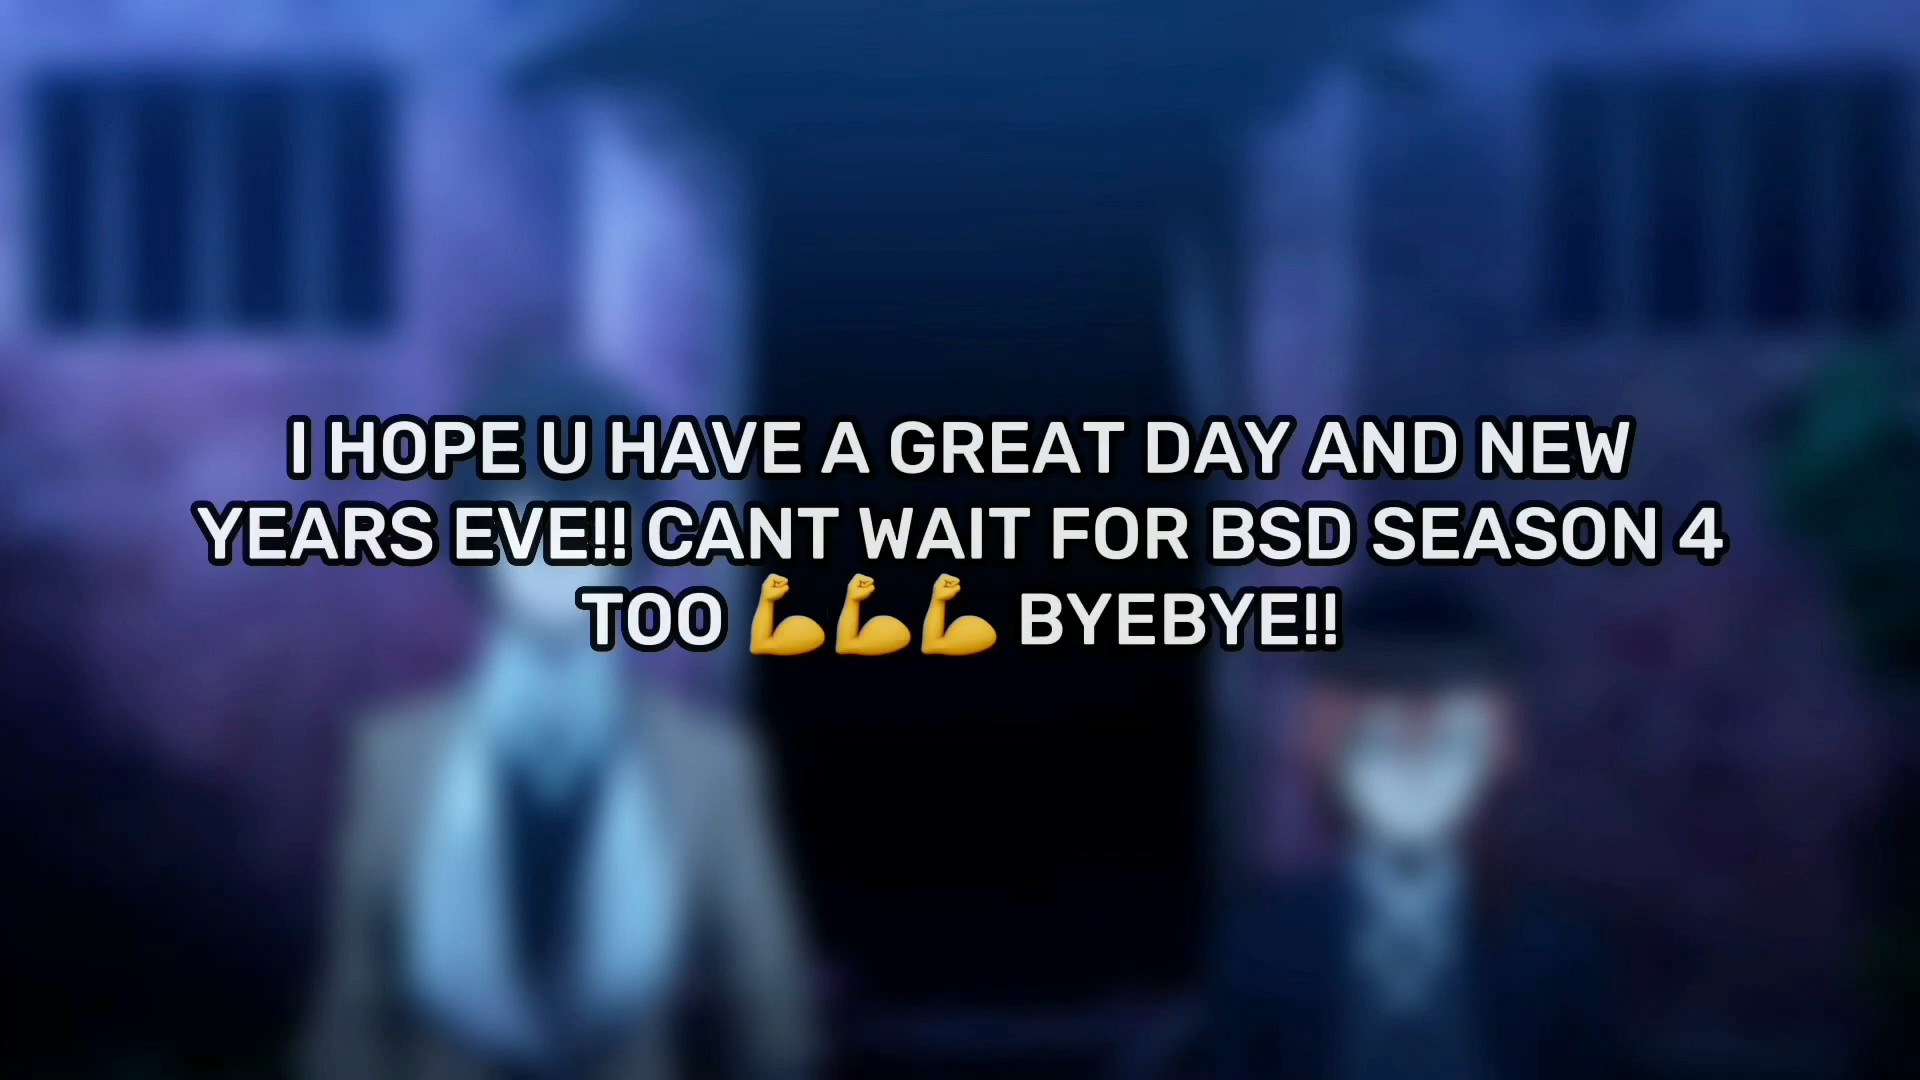 I HOPE U HAVE A GREAT DAY AND NEW
YEARS EVE!! CANT WAIT FOR BSD SEASON 4
TOO 💪💪💪 BYEBYE!!